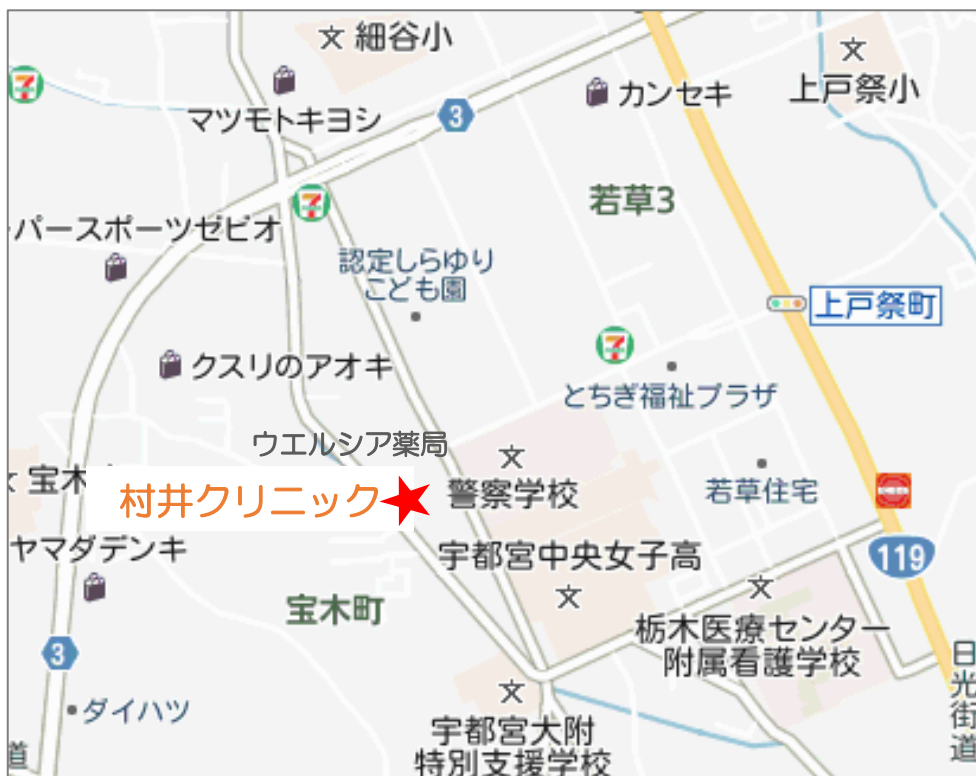 細谷小
上戸祭小
カンセキ
マツモトキヨシ
3
7
若草3
7
パースポーツゼビオ
認定しらゆり
こども園
上戸祭町
7
クスリのアオキ
とちぎ福祉プラザ
ウエルシア薬局
宝木
村井クリニック
警察学校
若草住宅
ヤマダデンキ
宇都宮中央女子高
119
宝木町
栃木医療センター
附属看護学校
3
ダイハツ
宇都宮大附
特別支援学校
日光街道
道